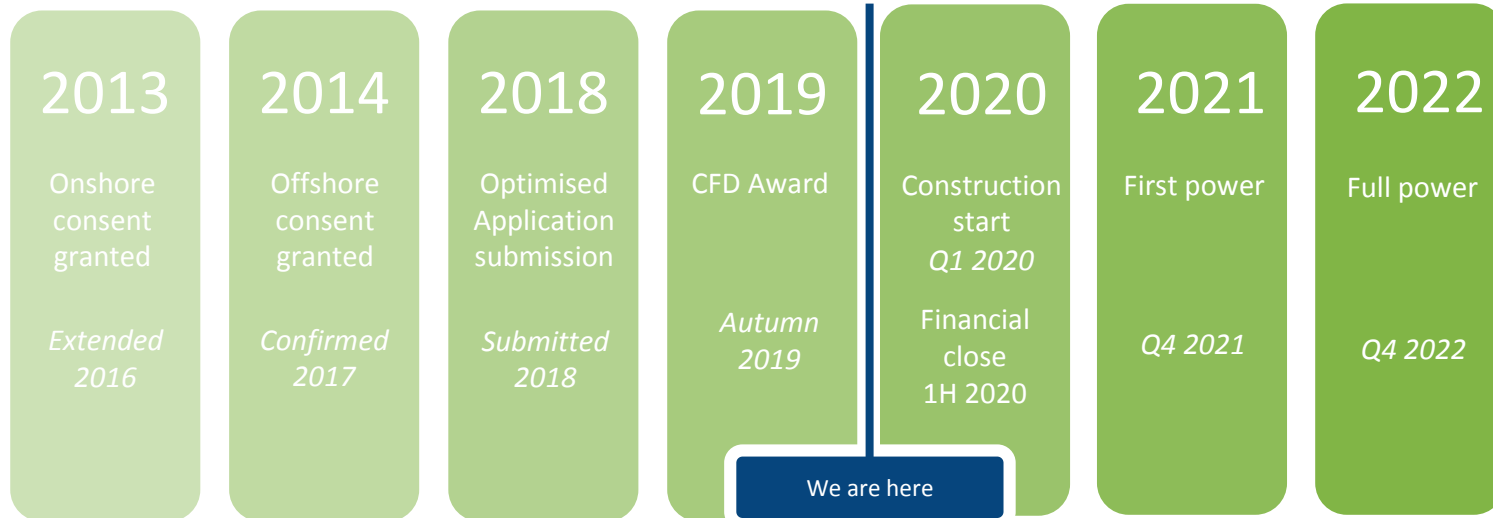 2013
Onshore
consent
granted
Extended
2016
2014
Offshore
consent
granted
Confirmed
2017
2018
Optimised
Application
submission
Submitted
2018
2019
CFD Award
Autumn
2019
2020
Construction
start
Q1 2020
Financial
close
1H 2020
2021
First power
Q4 2021
2022
Full power
Q4 2022
We are here